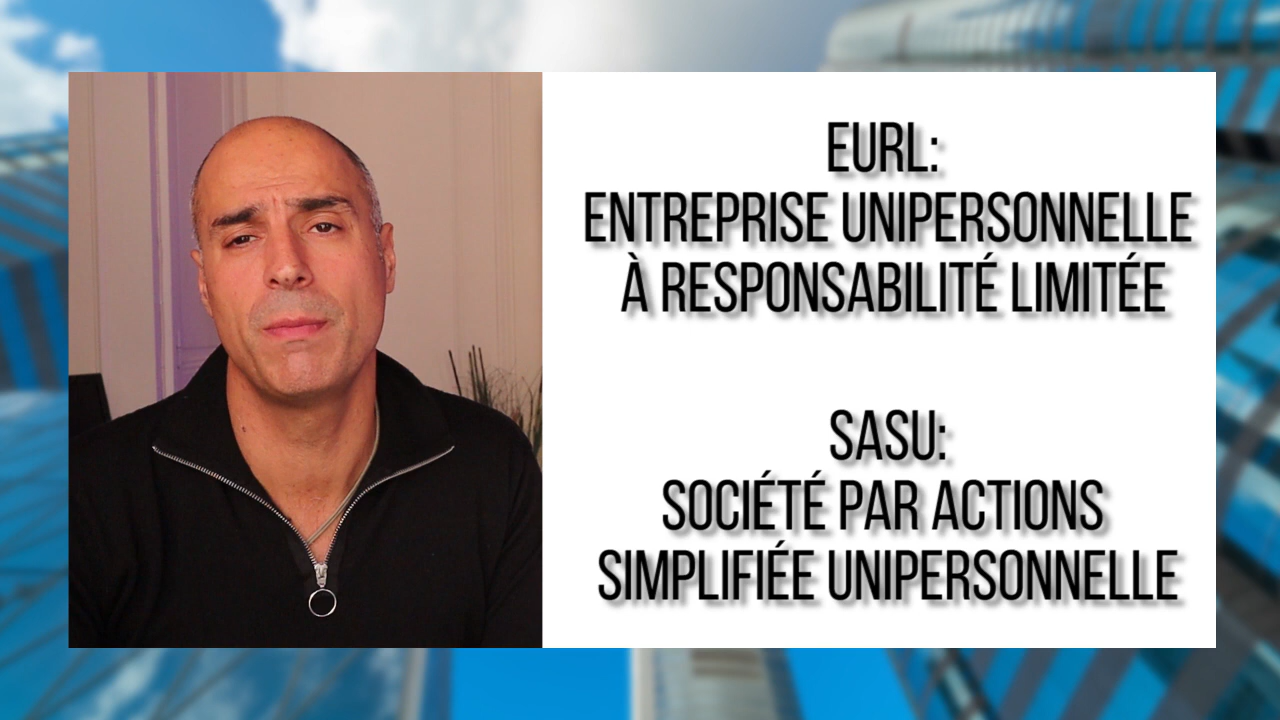 EURL:
ENTREPRISE UNIPERSONNELLE
À RESPONSABILITÉ LIMITÉE
SASU:
SOCIÉTÉ PAR ACTIONS
SIMPLIFIÉE UNIPERSONNELLE